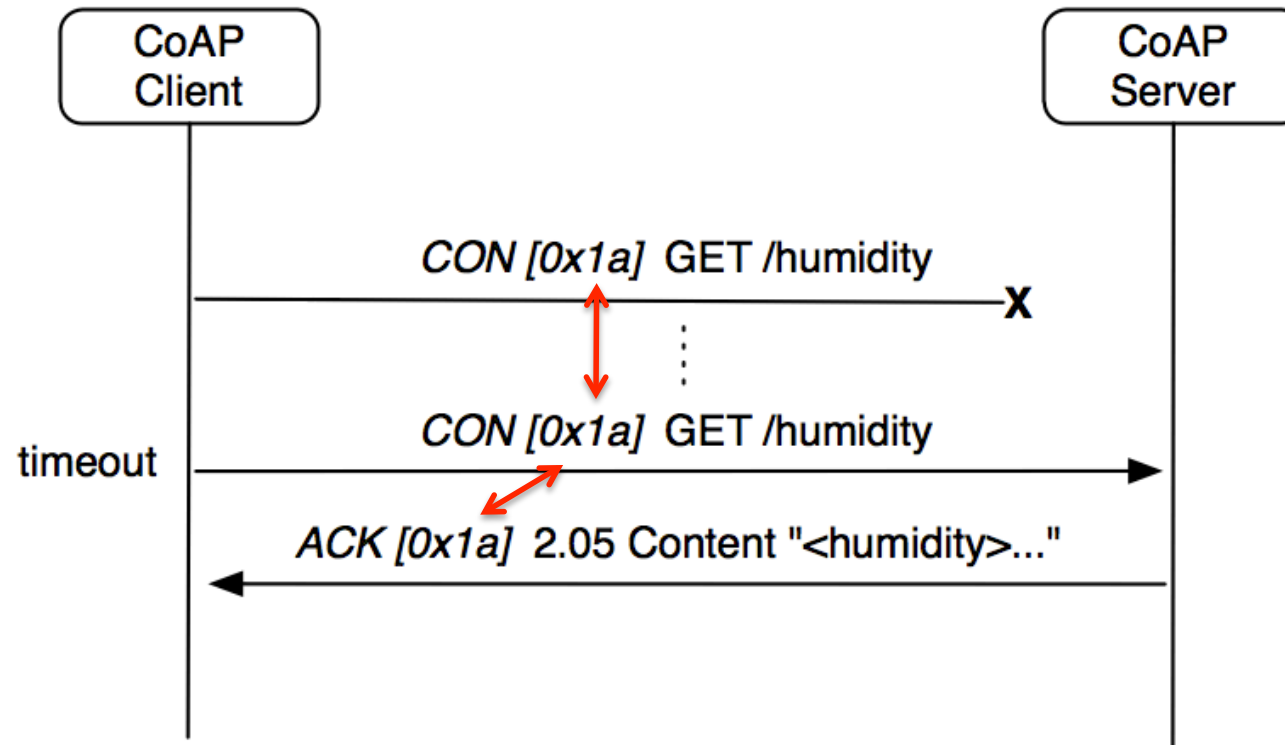 CoAP
Client
CoAP
Server
CON [0x1a] GET /humidity
X
CON [0x1a] GET /humidity
timeout
ACK [0x1a] 2.05 Content "<humidity>..."